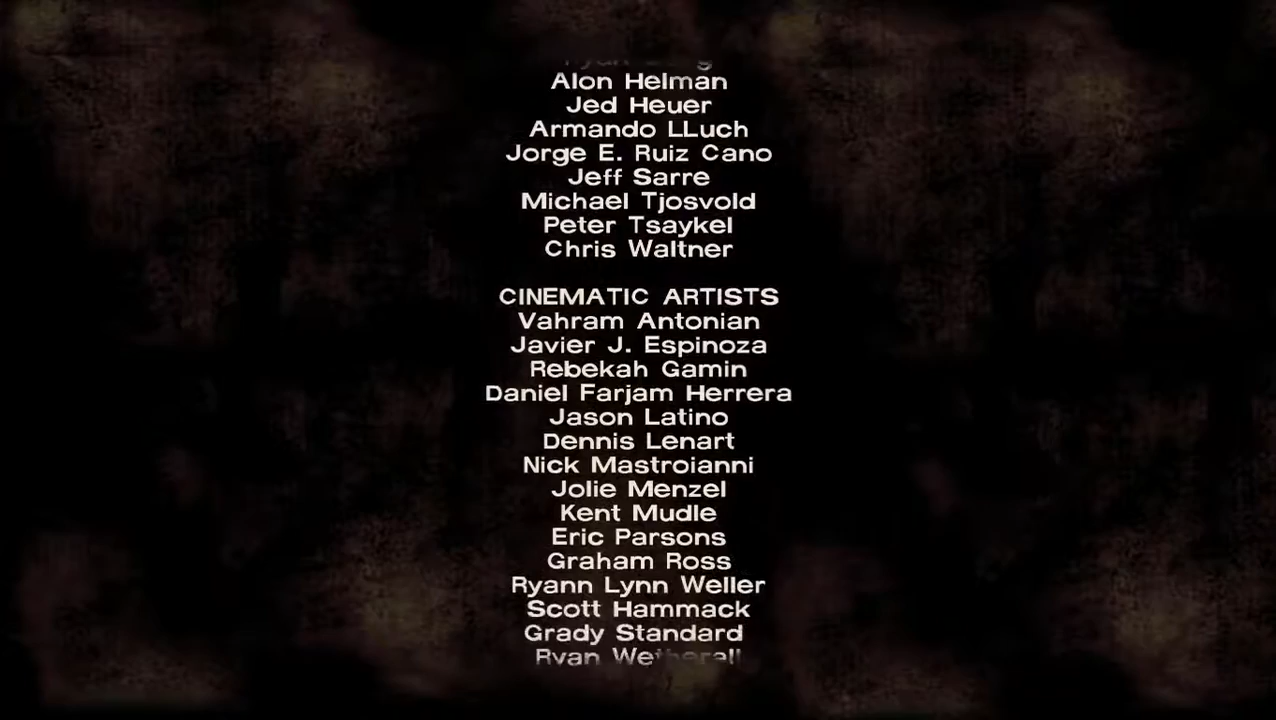 Ryan
Alon Helman
Jed Heuer
Armando LLuch
Jorge E. Ruiz Cano
Jeff Sarre
Michael Tjosvold
Peter Tsaykel
Chris Waltner
CINEMATIC ARTISTS
Vahram Antonian
Javier J. Espinoza
Rebekah Gamin
Daniel Farjam Herrera
Jason Latino
Dennis Lenart
Nick Mastroianni
Jolie Menzel
Kent Mudle
Eric Parsons
Graham Ross
Ryann Lynn Weller
Scott Hammack
Grady Standard
Ryan Wetherall